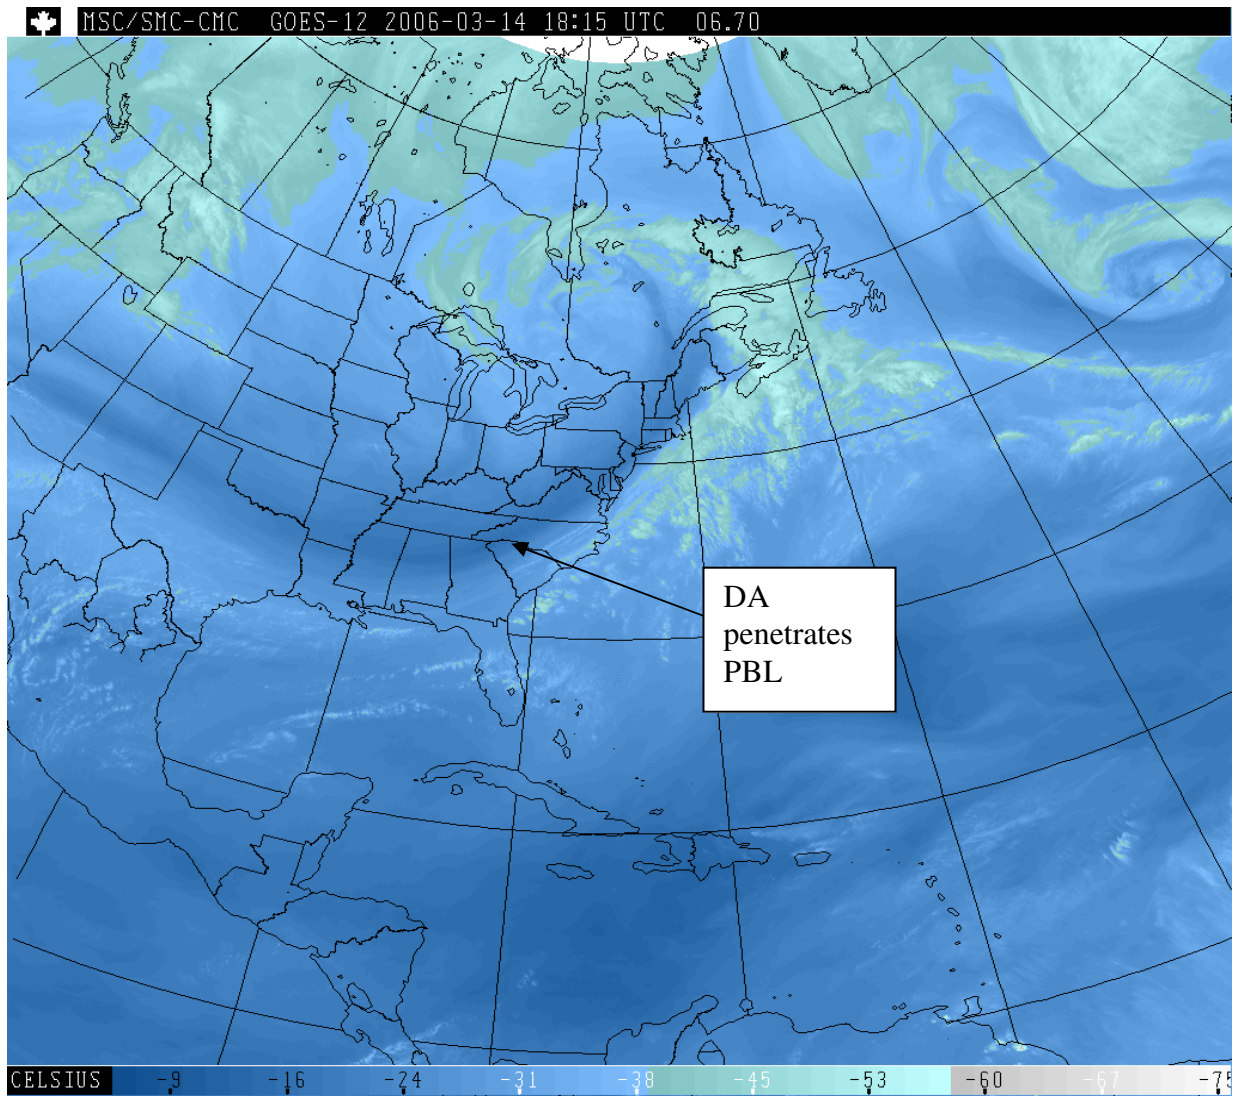 MSC/SMC-CMC GOES-12 2006-03-14 18:15 UTC 06.70
DA
penetrates
PBL
CELSIUS -9 -16 -24 -31 -38 -45 -53 -60 -67 -75